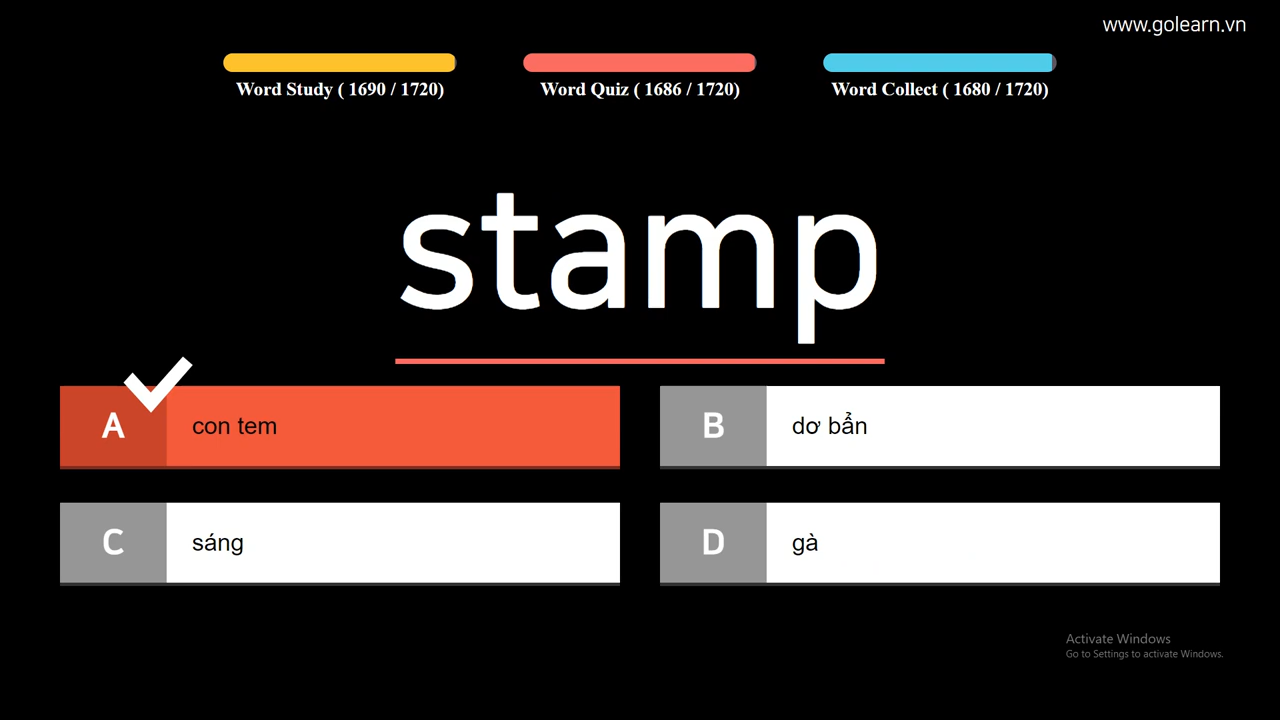 www.golearn.vn
Word Study ( 1690 / 1720)
Word Quiz ( 1686 / 1720)
Word Collect ( 1680 / 1720)
stamp
A con tem
B dơ bẩn
C sáng
D gà
Activate Windows
Go to Settings to activate Windows.